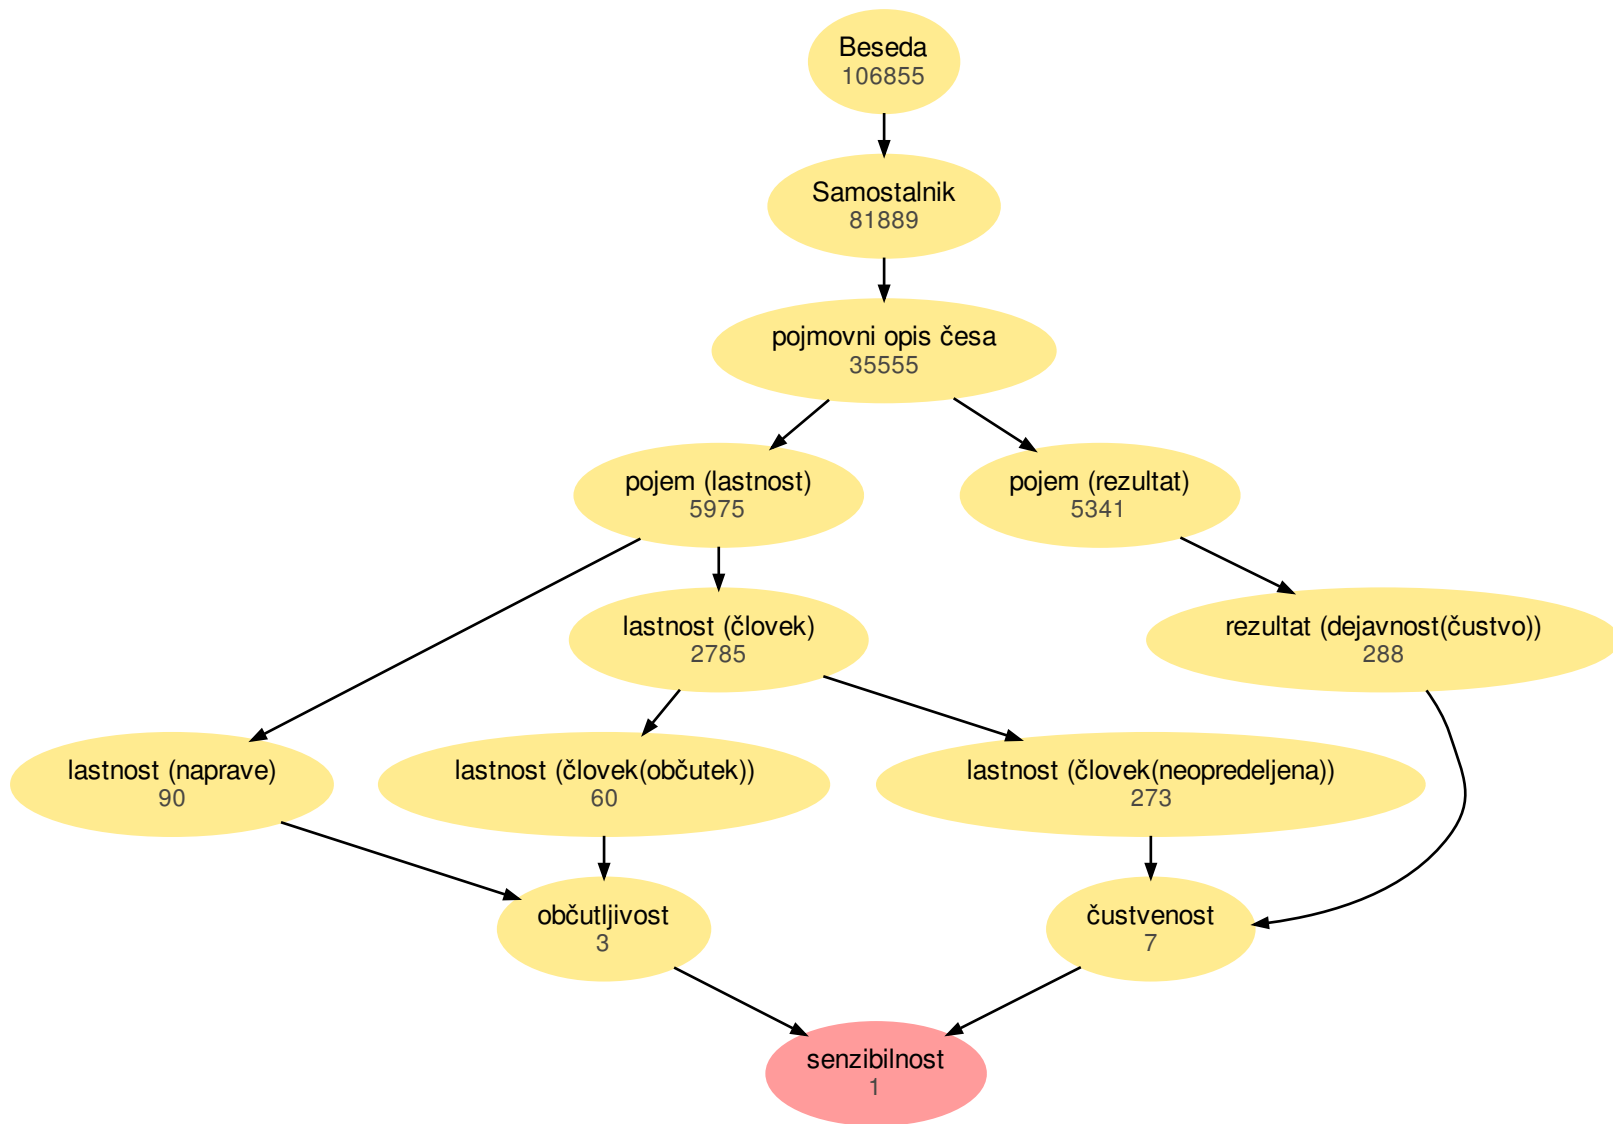 Beseda
106855
Samostalnik
81889
pojmovni opis česa
35555
pojem (lastnost)
5975
pojem (rezultat)
5341
lastnost (človek)
2785
rezultat (dejavnost(čustvo))
288
lastnost (naprave)
90
lastnost (človek(občutek))
60
lastnost (človek(neopredeljena))
273
občutljivost
3
čustvenost
7
senzibilnost
1